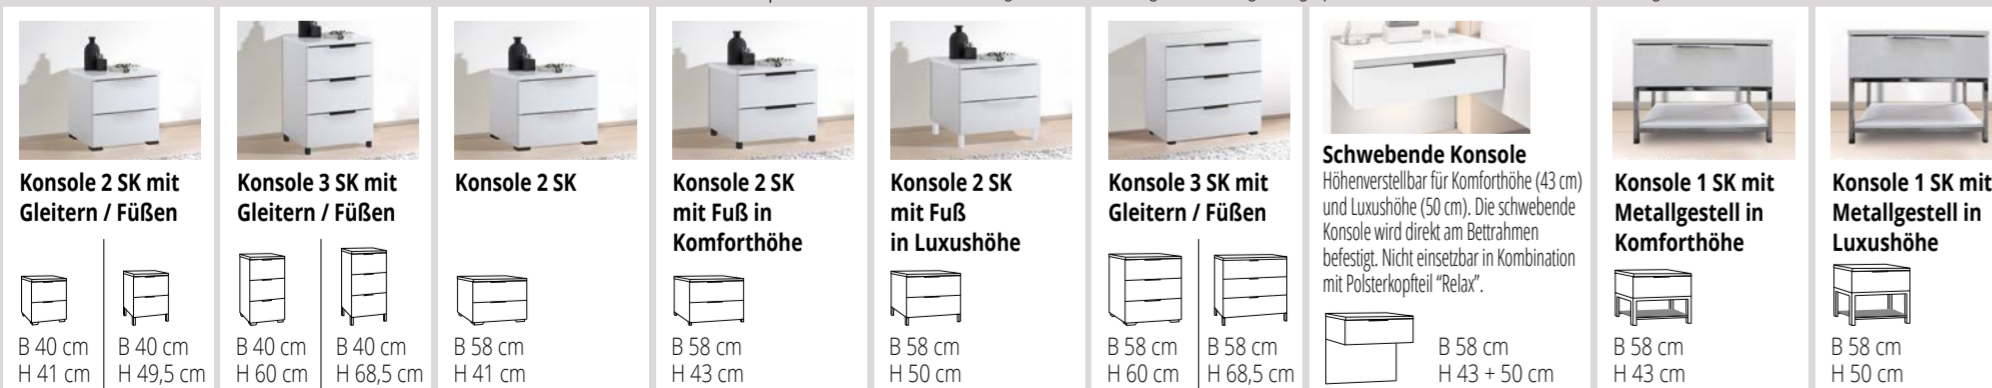 Konsole 2 SK mit
Gleitern / Füßen
B 40 cm
H 41 cm
B 40 cm
H 49,5 cm
Konsole 3 SK mit
Gleitern / Füßen
B 40 cm
H 60 cm
B 40 cm
H 68,5 cm
Konsole 2 SK
B 58 cm
H 41 cm
Konsole 2 SK
mit Fuß in
Komforthöhe
B 58 cm
H 43 cm
Konsole 2 SK
mit Fuß
in Luxushöhe
B 58 cm
H 50 cm
Konsole 3 SK mit
Gleitern / Füßen
B 58 cm
H 60 cm
B 58 cm
H 68,5 cm
Schwebende Konsole
Höhenverstellbar für Komforthöhe (43 cm)
und Luxushöhe (50 cm). Die schwebende
Konsole wird direkt am Bettrahmen
befestigt. Nicht einsetzbar in Kombination
mit Polsterkopfteil “Relax”.
B 58 cm
H 43 + 50 cm
Konsole 1 SK mit
Metallgestell in
Komforthöhe
B 58 cm
H 43 cm
Konsole 1 SK mit
Metallgestell in
Luxushöhe
B 58 cm
H 50 cm